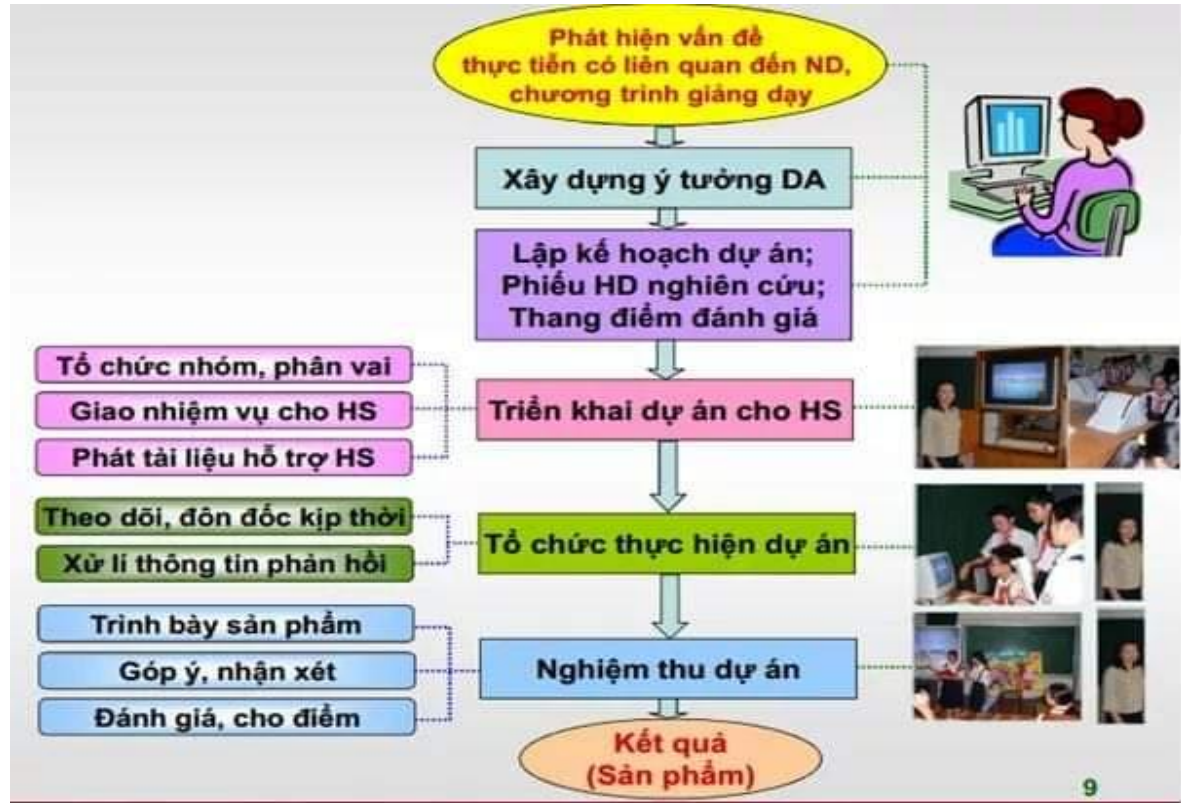 Phát hiện vấn đề
thực tiễn có liên quan đến ND,
chương trình giảng dạy
Xây dựng ý tưởng DA
Lập kế hoạch dự án;
Phiếu HD nghiên cứu;
Thang điểm đánh giá
Triển khai dự án cho HS
Tổ chức nhóm, phân vai
Giao nhiệm vụ cho HS
Phát tài liệu hỗ trợ HS
Tổ chức thực hiện dự án
Theo dõi, đôn đốc kịp thời
Xử lí thông tin phản hồi
Nghiệm thu dự án
Trình bày sản phẩm
Góp ý, nhận xét
Đánh giá, cho điểm
Kết quả
(Sản phẩm)
9